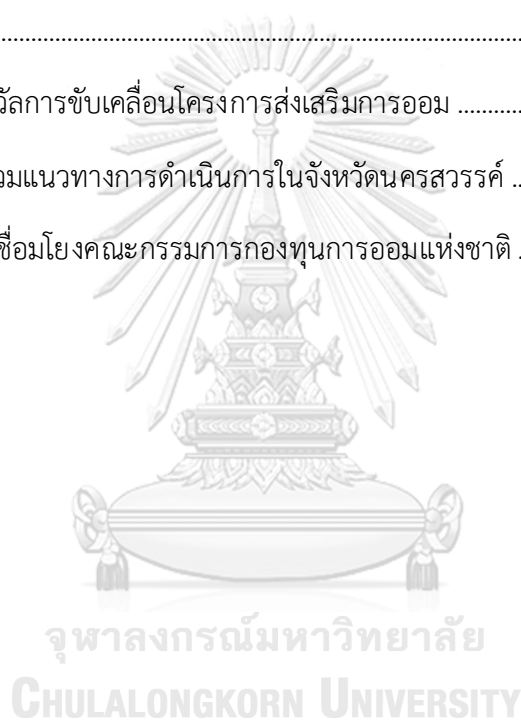 ...........................................................................................
วัลการขับเคลื่อนโครงการส่งเสริมการออม ............
วมแนวทางการดำเนินการในจังหวัดนครสวรรค์ ..
ชื่อมโยงคณะกรรมการกองทุนการออมแห่งชาติ .
จุฬาลงกรณ์มหาวิทยาลัย
CHULALONGKORN UNIVERSITY